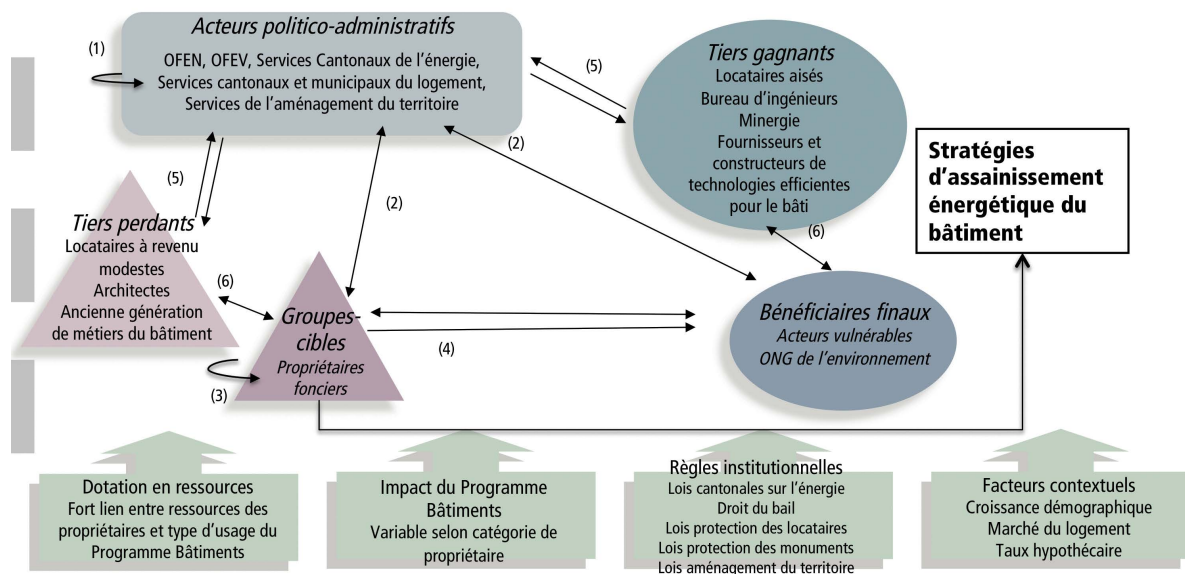 Acteurs politico-administratifs
OFEN, OFEV, Services Cantonaux de l'énergie,
Services cantonaux et municipaux du logement,
Services de l'aménagement du territoire
(1)
(5)
Tiers gagnants
Locataires aisés
Bureau d'ingénieurs
Minergie
Fournisseurs et
constructeurs de
technologies efficientes
pour le bâti
(2)
Stratégies
d'assainissement
énergétique du
bâtiment
(5)
(2)
Tiers perdants
Locataires à revenu
modestes
Architectes
Ancienne génération
de métiers du bâtiment
(6)
(6)
Groupes-
cibles
Propriétaires
fonciers
(3)
(4)
Bénéficiaires finaux
Acteurs vulnérables
ONG de l'environnement
Dotation en ressources
Fort lien entre ressources des
propriétaires et type d'usage du
Programme Bâtiments
Impact du Programme
Bâtiments
Variable selon catégorie de
propriétaire
Règles institutionnelles
Lois cantonales sur l'énergie
Droit du bail
Lois protection des locataires
Lois protection des monuments
Lois aménagement du territoire
Facteurs contextuels
Croissance démographique
Marché du logement
Taux hypothécaire